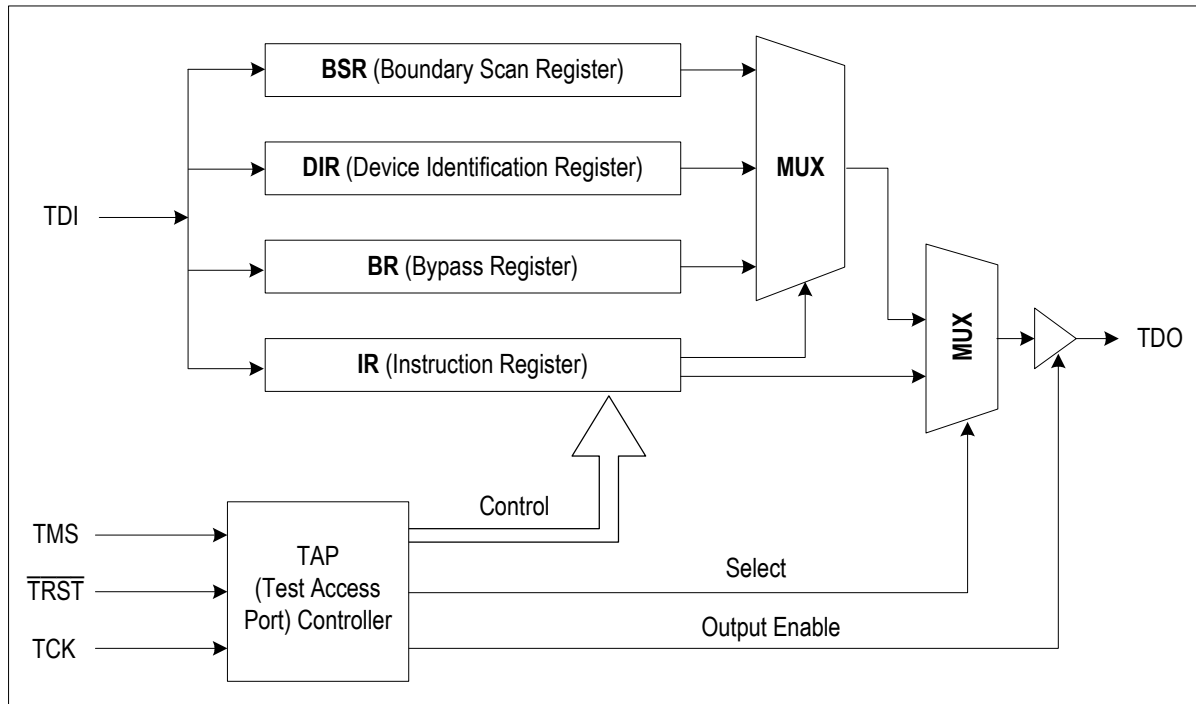 BSR (Boundary Scan Register)
DIR (Device Identification Register)
MUX
TDI
BR (Bypass Register)
MUX
TDO
IR (Instruction Register)
Control
TMS
TAP
(Test Access
Port) Controller
TRST
Select
TCK
Output Enable